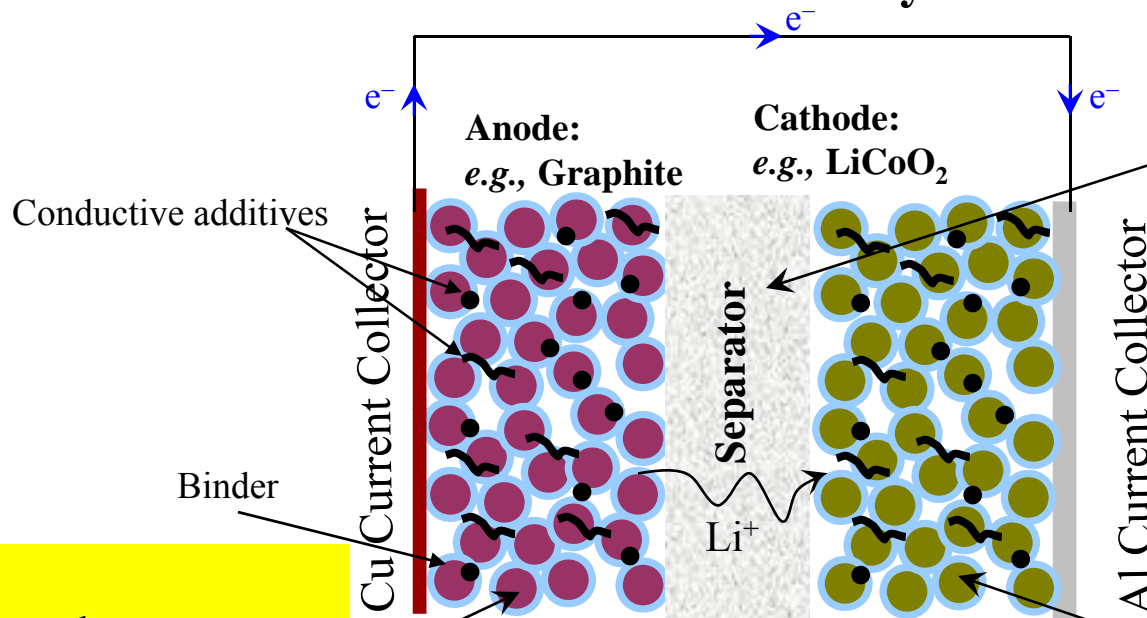 e⁻
e⁻
e⁻
Anode:
e.g., Graphite
Cathode:
e.g., LiCoO₂
Conductive additives
Cu Current Collector
Separator
Al Current Collector
Binder
Li⁺